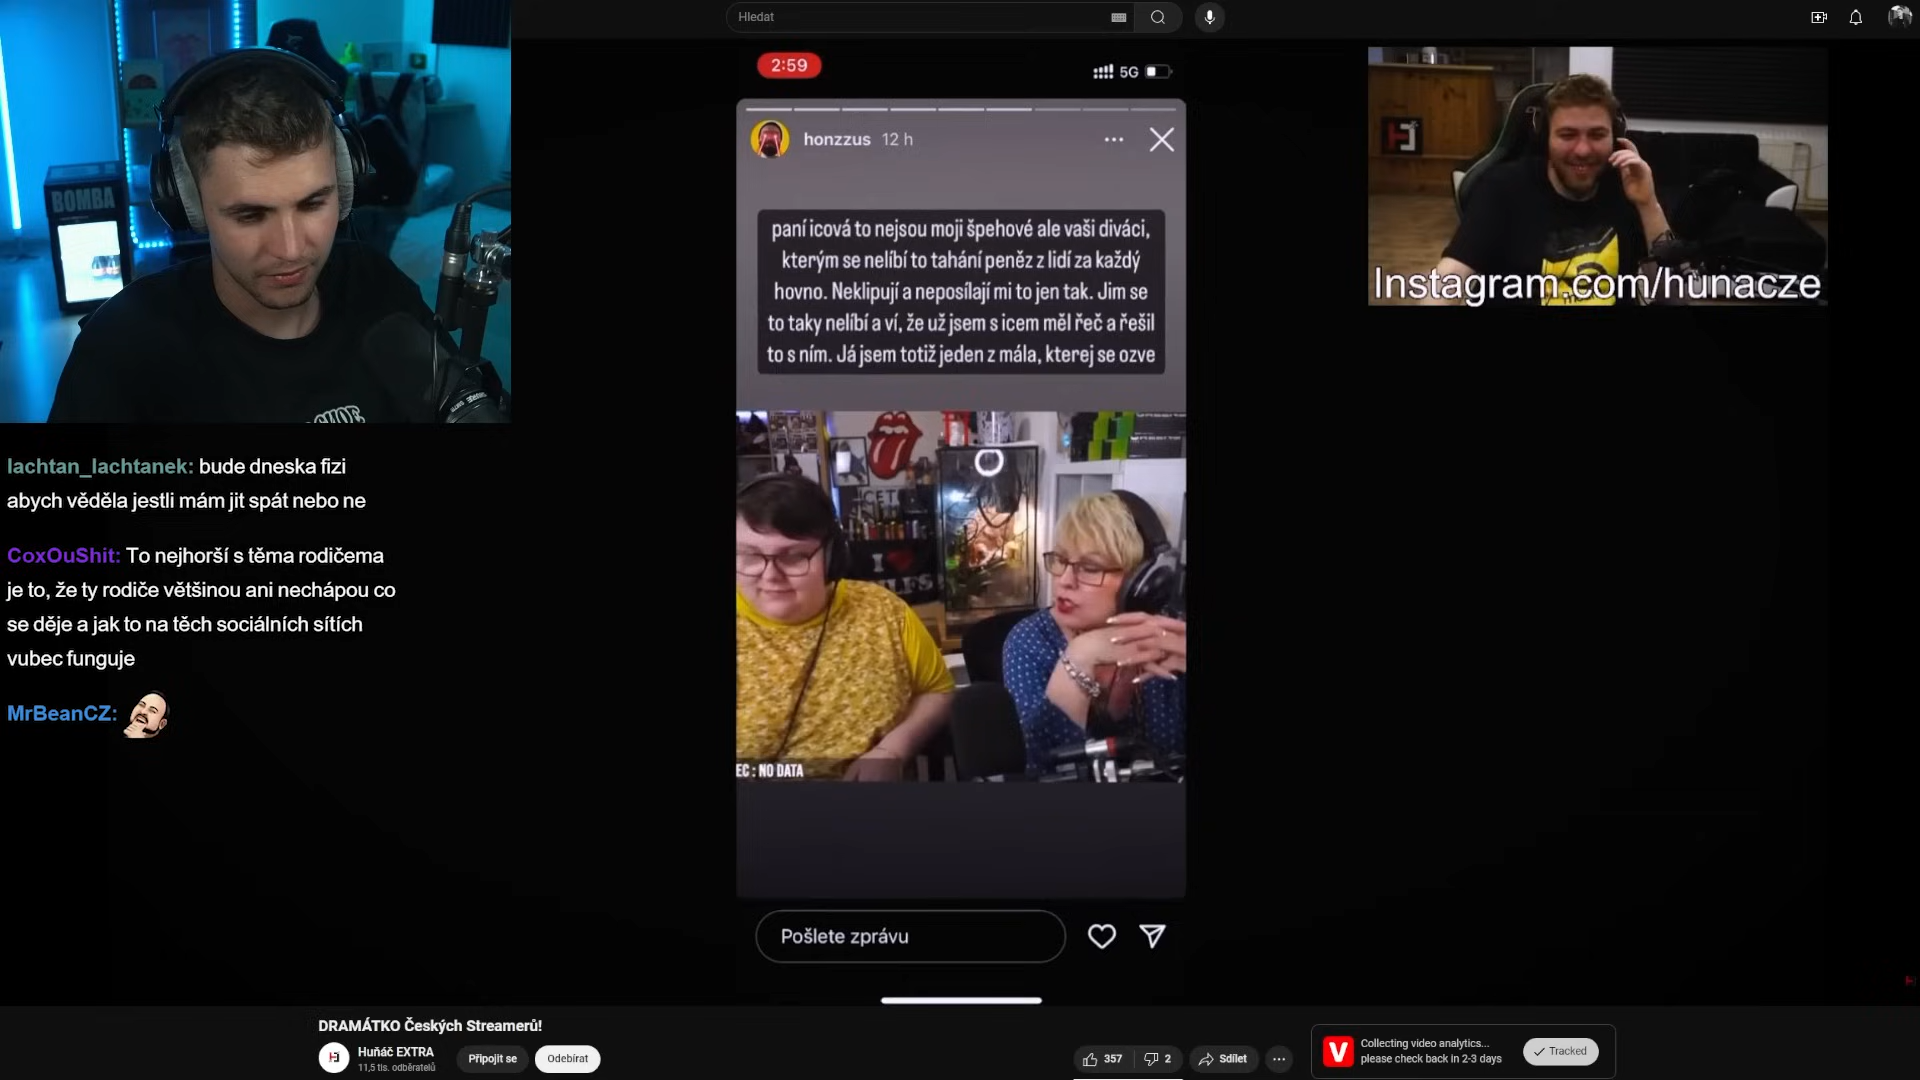 Hledat
2:59
5G
honzzus 12 h
paní icová to nejsou moji špehové ale vaši diváci,
kterým se nelíbí to tahání peněz z lidí za každý
hovno. Neklipují a neposílají mi to jen tak. Jim se
to taky nelíbí a ví, že už jsem s icem měl řeč a řešil
to s ním. Já jsem totiž jeden z mála, kterej se ozve
EC : NO DATA
Pošlete zprávu
BOMBA
Instagram.com/hunacze
lachtan_lachtanek: bude dneska fizi
abych věděla jestli mám jit spát nebo ne
CoxOuShit: To nejhorší s těma rodičema
je to, že ty rodiče většinou ani nechápou co
se děje a jak to na těch sociálních sítích
vubec funguje
MrBeanCZ:
DRAMÁTKO Českých Streamerů!
Huňáč EXTRA
11,5 tis. odběratelů
Připojit se
Odebírat
357
2
Sdílet
Collecting video analytics...
please check back in 2-3 days
Tracked